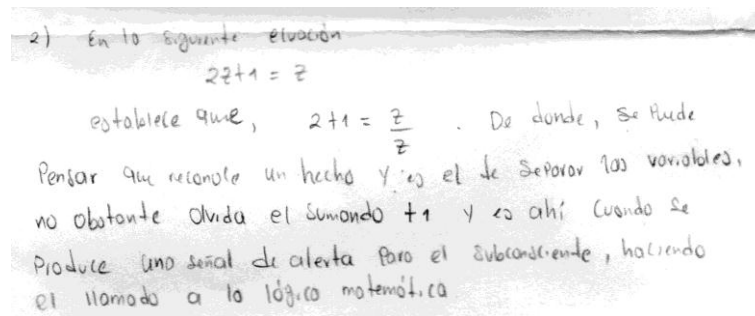 2) En la siguiente ecuación
2z+1 = z
establece que, 2+1 = z/z . De donde, se puede
Pensar que reconoce un hecho y es el de separar las variables,
no obstante olvida el sumando +1 y es ahí cuando se
Produce una señal de alerta para el subconsciente, haciendo
el llamado a la lógica matemática